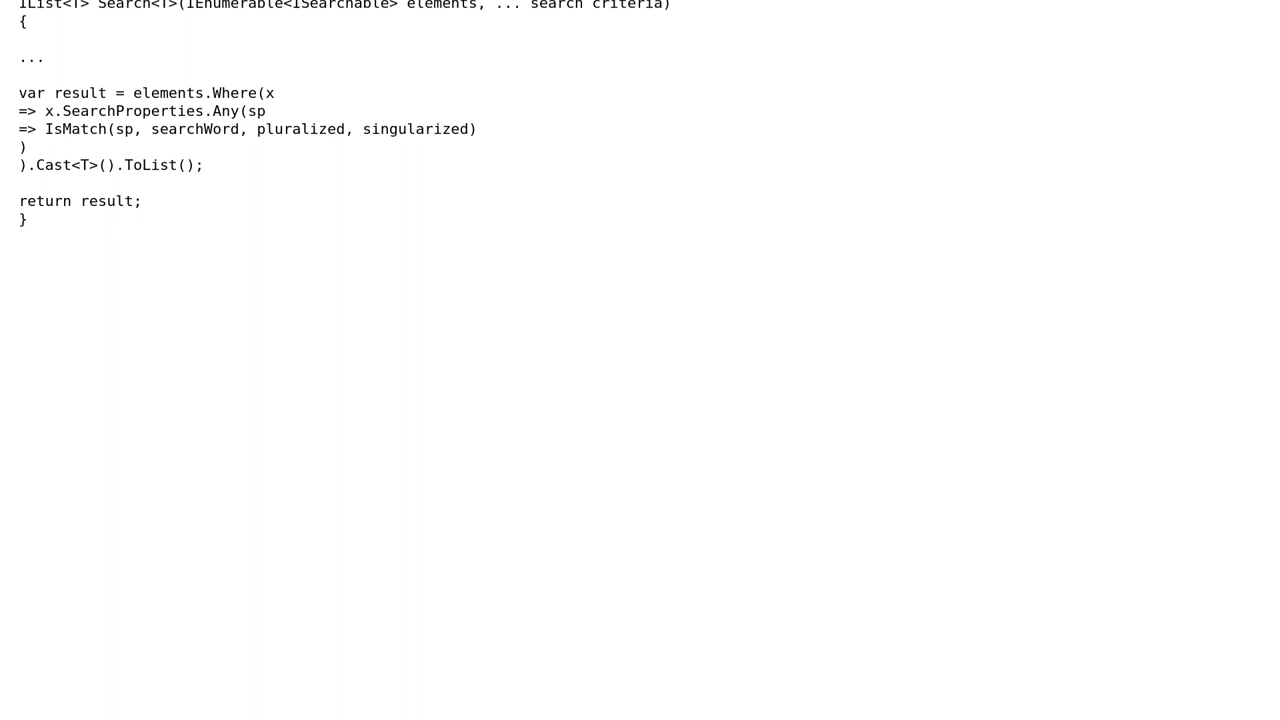 IList<T> Search<T>(IEnumerable<ISearchable> elements, ... search criteria)
{
...
var result = elements.Where(x
=> x.SearchProperties.Any(sp
=> IsMatch(sp, searchWord, pluralized, singularized)
)
).Cast<T>().ToList();
return result;
}